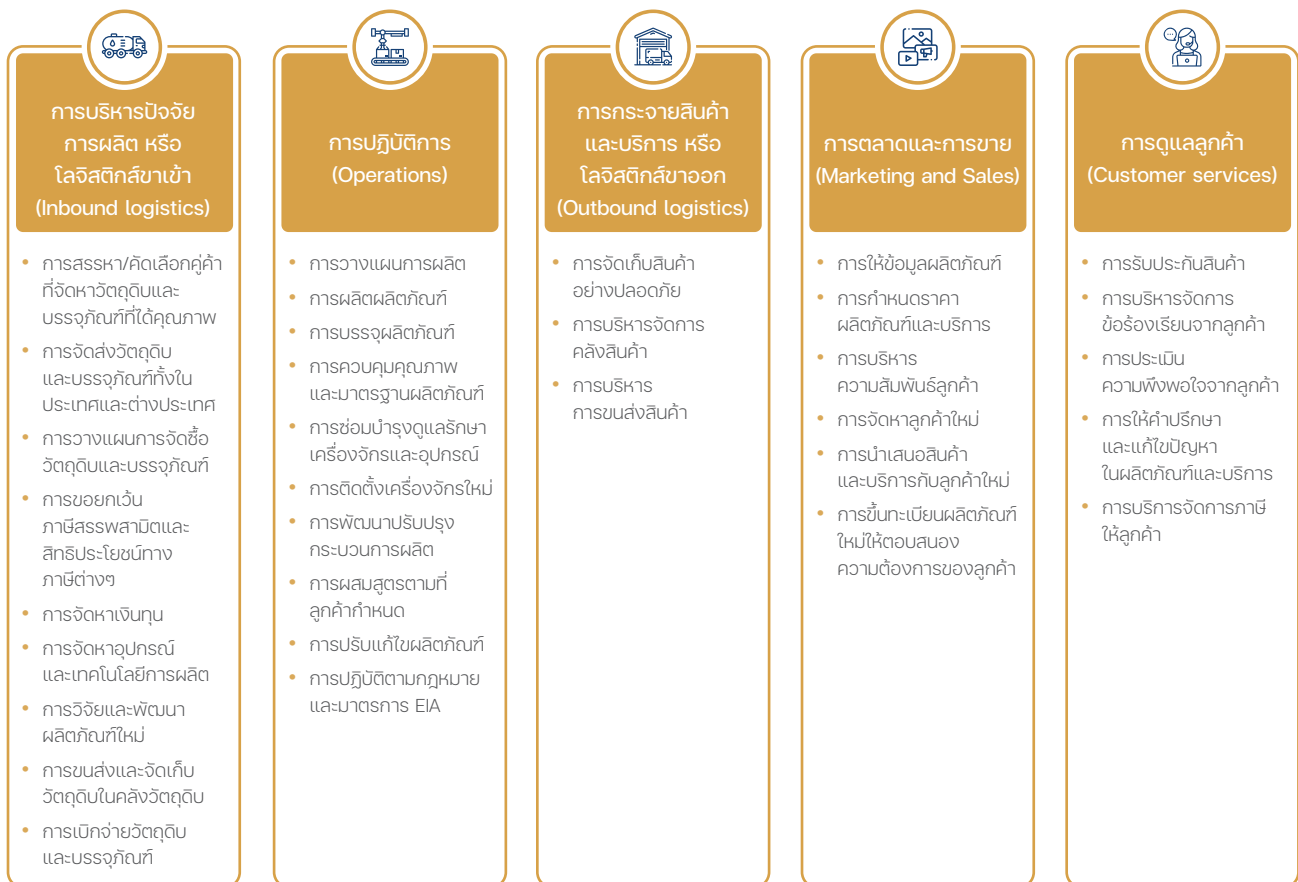 การบริหารปัจจัย
การผลิต หรือ
โลจิสติกส์ขาเข้า
(Inbound logistics)
• การสรรหา/คัดเลือกคู่ค้า
ที่จัดหาวัตถุดิบและ
บรรจุภัณฑ์ที่ได้คุณภาพ
• การจัดส่งวัตถุดิบ
และบรรจุภัณฑ์ทั้งใน
ประเทศและต่างประเทศ
• การวางแผนการจัดซื้อ
วัตถุดิบและบรรจุภัณฑ์
• การขอยกเว้น
ภาษีสรรพสามิตและ
สิทธิประโยชน์ทาง
ภาษีต่างๆ
• การจัดหาเงินทุน
• การจัดหาอุปกรณ์
และเทคโนโลยีการผลิต
• การวิจัยและพัฒนา
ผลิตภัณฑ์ใหม่
• การขนส่งและจัดเก็บ
วัตถุดิบในคลังวัตถุดิบ
• การเบิกจ่ายวัตถุดิบ
และบรรจุภัณฑ์
การปฏิบัติการ
(Operations)
• การวางแผนการผลิต
• การผลิตผลิตภัณฑ์
• การบรรจุผลิตภัณฑ์
• การควบคุมคุณภาพ
และมาตรฐานผลิตภัณฑ์
• การซ่อมบำรุงดูแลรักษา
เครื่องจักรและอุปกรณ์
• การติดตั้งเครื่องจักรใหม่
• การพัฒนาปรับปรุง
กระบวนการผลิต
• การผสมสูตรตามที่
ลูกค้ากำหนด
• การปรับแก้ไขผลิตภัณฑ์
• การปฏิบัติตามกฎหมาย
และมาตรการ EIA
การกระจายสินค้า
และบริการ หรือ
โลจิสติกส์ขาออก
(Outbound logistics)
• การจัดเก็บสินค้า
อย่างปลอดภัย
• การบริหารจัดการ
คลังสินค้า
• การบริหาร
การขนส่งสินค้า
การตลาดและการขาย
(Marketing and Sales)
• การให้ข้อมูลผลิตภัณฑ์
• การกำหนดราคา
ผลิตภัณฑ์และบริการ
• การบริหาร
ความสัมพันธ์ลูกค้า
• การจัดหาลูกค้าใหม่
• การนำเสนอสินค้า
และบริการกับลูกค้าใหม่
• การขึ้นทะเบียนผลิตภัณฑ์
ใหม่ให้ตอบสนอง
ความต้องการของลูกค้า
การดูแลลูกค้า
(Customer services)
• การรับประกันสินค้า
• การบริหารจัดการ
ข้อร้องเรียนจากลูกค้า
• การประเมิน
ความพึงพอใจจากลูกค้า
• การให้คำปรึกษา
และแก้ไขปัญหา
ในผลิตภัณฑ์และบริการ
• การบริการจัดการภาษี
ให้ลูกค้า